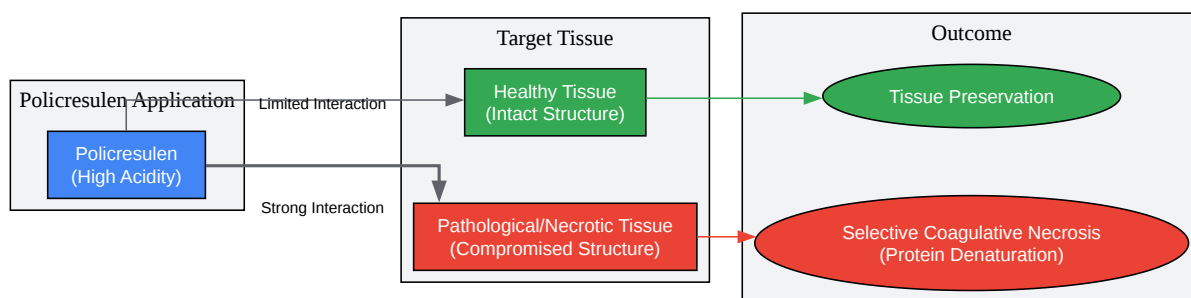 Policresulen Application
Policresulen
(High Acidity)
Limited Interaction
Strong Interaction
Target Tissue
Healthy Tissue
(Intact Structure)
Pathological/Necrotic Tissue
(Compromised Structure)
Outcome
Tissue Preservation
Selective Coagulative Necrosis
(Protein Denaturation)